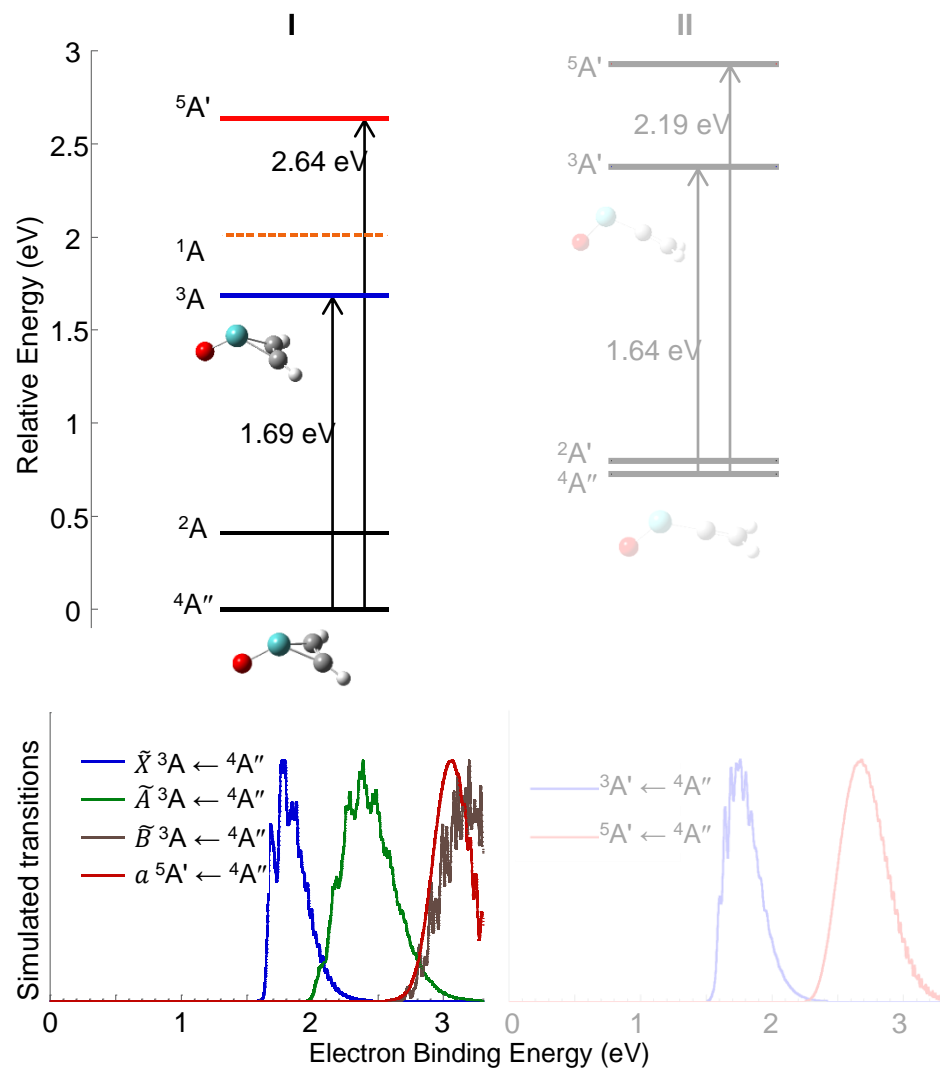 I
II
3
2.5
2
1.5
1
0.5
0
Relative Energy (eV)
⁵A'
2.64 eV
¹A
³A
1.69 eV
²A
⁴A″
⁵A'
2.19 eV
³A'
1.64 eV
²A'
⁴A″
Simulated transitions
X̃ ³A ← ⁴A″
Ã ³A ← ⁴A″
B̃ ³A ← ⁴A″
a ⁵A' ← ⁴A″
³A' ← ⁴A″
⁵A' ← ⁴A″
0 1 2 3 0 1 2 3
Electron Binding Energy (eV)